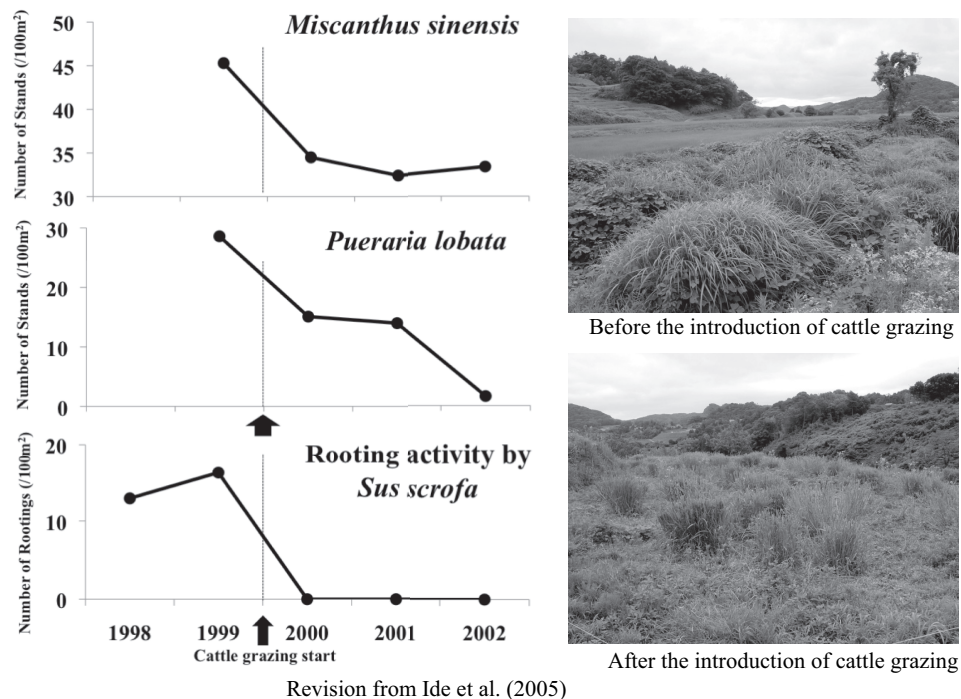 Miscanthus sinensis
Number of Stands (/100m²)
50
45
40
35
30
Pueraria lobata
Number of Stands (/100m²)
30
20
10
0
Rooting activity by
Sus scrofa
Number of Rootings (/100m²)
20
10
0
1998 1999 2000 2001 2002
Cattle grazing start
Before the introduction of cattle grazing
After the introduction of cattle grazing
Revision from Ide et al. (2005)